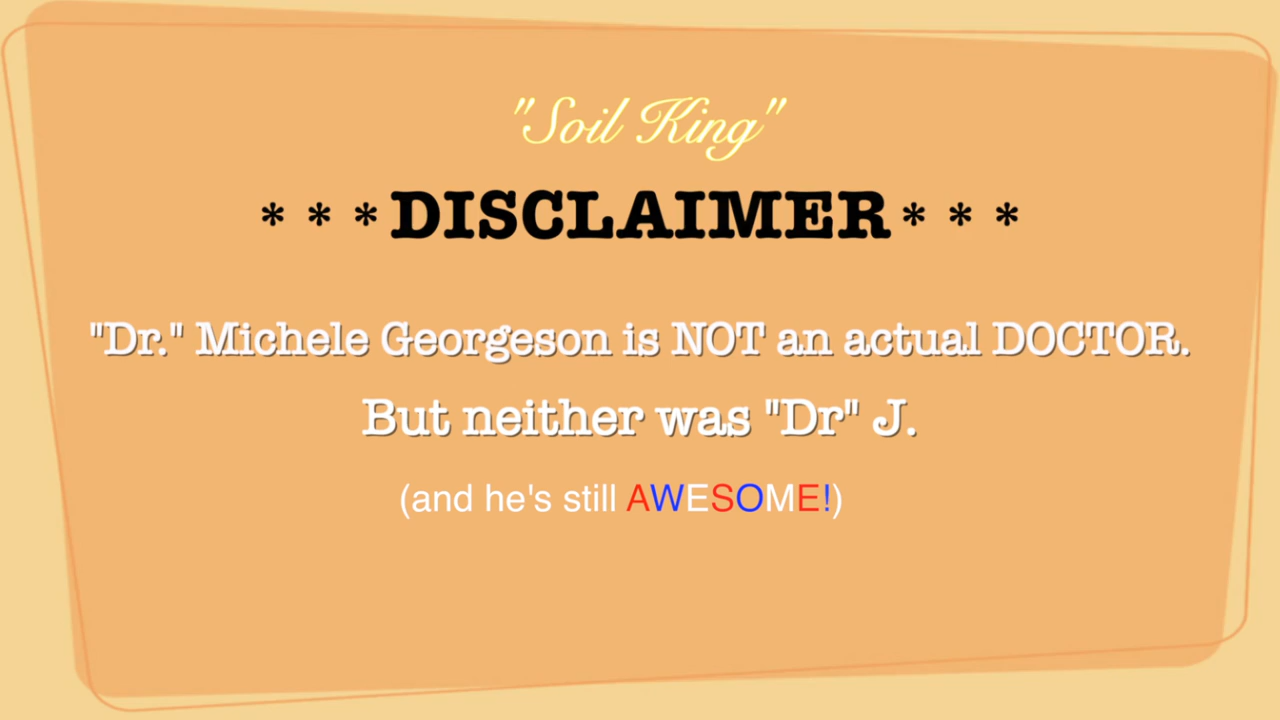 "Soil King"
* * * DISCLAIMER * * *
"Dr." Michele Georgeson is NOT an actual DOCTOR.
But neither was "Dr" J.
(and he's still AWESOME!)